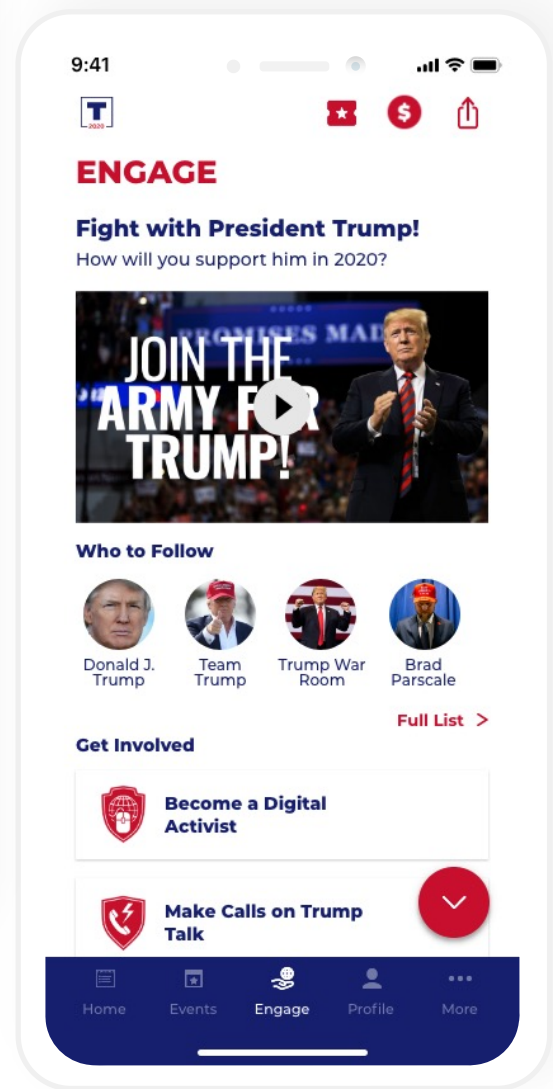 9:41
T
2020
ENGAGE
Fight with President Trump!
How will you support him in 2020?
PROMISES MAD
JOIN THE
ARMY F R
TRUMP!
Who to Follow
Donald J.
Trump
Team
Trump
Trump War
Room
Brad
Parscale
Full List >
Get Involved
Become a Digital
Activist
Make Calls on Trump
Talk
Home
Events
Engage
Profile
More